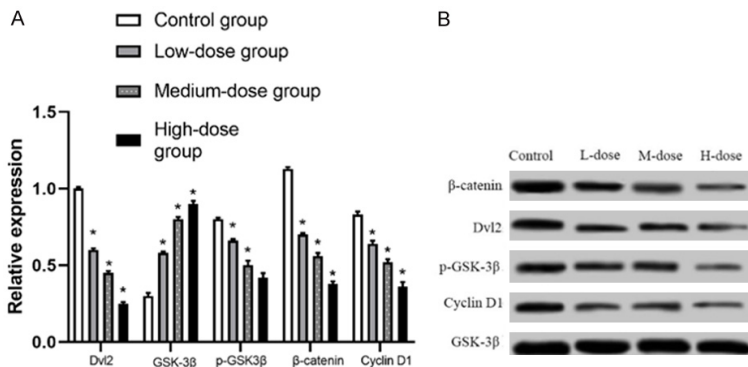 A
Control group
Low-dose group
Medium-dose group
High-dose
group
Relative expression
1.5
1.0
0.5
0.0
* * * * * * * * * * * * * *
Dvl2 GSK-3β p-GSK3β β-catenin Cyclin D1
B
Control L-dose M-dose H-dose
β-catenin
Dvl2
p-GSK-3β
Cyclin D1
GSK-3β